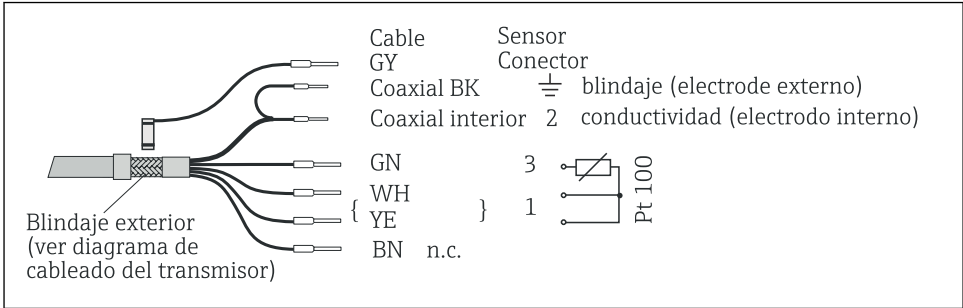 Cable Sensor
GY Conector
Coaxial BK blindaje (electrode externo)
Coaxial interior 2 conductividad (electrodo interno)
GN 3
WH
{ } 1
YE
Pt 100
BN n.c.
Blindaje exterior
(ver diagrama de
cableado del transmisor)